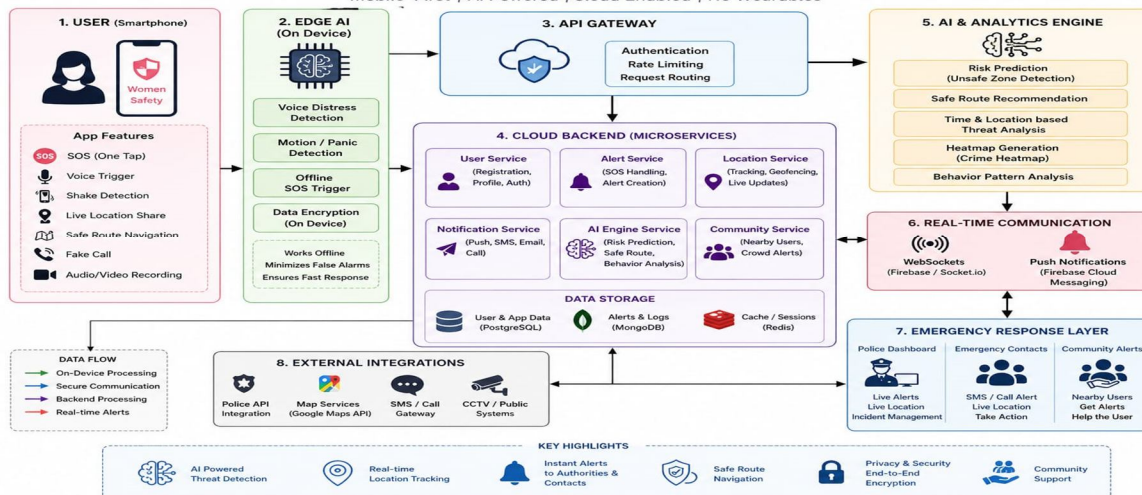 Mobile-First | API Powered | Cloud Enabled | No Wearables
1. USER (Smartphone)
Women
Safety
App Features
SOS
SOS (One Tap)
Voice Trigger
Shake Detection
Live Location Share
Safe Route Navigation
Fake Call
Audio/Video Recording
2. EDGE AI
(On Device)
Voice Distress
Detection
Motion / Panic
Detection
Offline
SOS Trigger
Data Encryption
(On Device)
Works Offline
Minimizes False Alarms
Ensures Fast Response
3. API GATEWAY
Authentication
Rate Limiting
Request Routing
4. CLOUD BACKEND (MICROSERVICES)
User Service
(Registration,
Profile, Auth)
Alert Service
(SOS Handling,
Alert Creation)
Location Service
(Tracking, Geofencing,
Live Updates)
Notification Service
(Push, SMS, Email,
Call)
AI Engine Service
(Risk Prediction,
Safe Route,
Behavior Analysis)
Community Service
(Nearby Users,
Crowd Alerts)
DATA STORAGE
User & App Data
(PostgreSQL)
Alerts & Logs
(MongoDB)
Cache / Sessions
(Redis)
5. AI & ANALYTICS ENGINE
Risk Prediction
(Unsafe Zone Detection)
Safe Route Recommendation
Time & Location based
Threat Analysis
Heatmap Generation
(Crime Heatmap)
Behavior Pattern Analysis
6. REAL-TIME COMMUNICATION
WebSockets
(Firebase / Socket.io)
Push Notifications
(Firebase Cloud
Messaging)
7. EMERGENCY RESPONSE LAYER
Police Dashboard
Live Alerts
Live Location
Incident Management
Emergency Contacts
SMS / Call Alert
Live Location
Take Action
Community Alerts
Nearby Users
Get Alerts
Help the User
DATA FLOW
On-Device Processing
Secure Communication
Backend Processing
Real-time Alerts
8. EXTERNAL INTEGRATIONS
Police API
Integration
Map Services
(Google Maps API)
SMS / Call
Gateway
CCTV / Public
Systems
KEY HIGHLIGHTS
AI Powered
Threat Detection
Real-time
Location Tracking
Instant Alerts
to Authorities &
Contacts
Safe Route
Navigation
Privacy & Security
End-to-End
Encryption
Community
Support